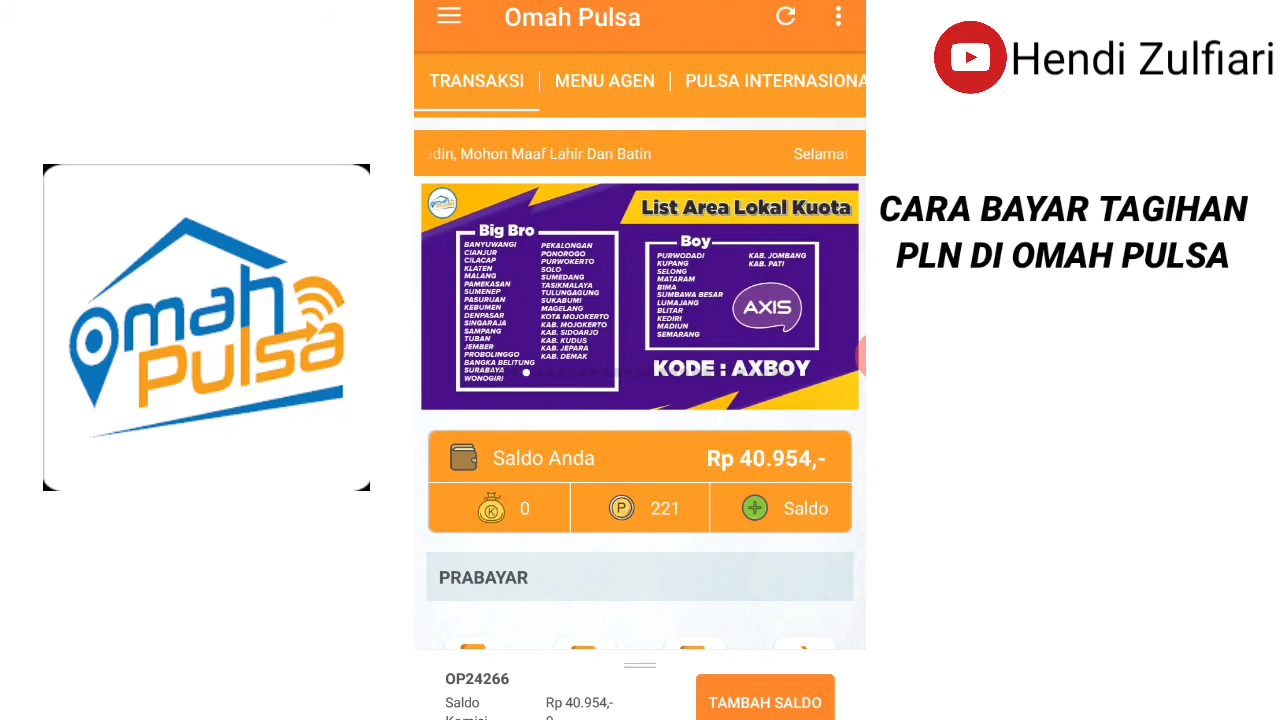 Omah Pulsa
Hendi Zulfiari
TRANSAKSI
MENU AGEN
PULSA INTERNASIONA
din, Mohon Maaf Lahir Dan Batin
Selamat
omah
pulsa
CARA BAYAR TAGIHAN
PLN DI OMAH PULSA
omah
pulsa
List Area Lokal Kuota
Big Bro
BANYUWANGI
CIANJUR
CILACAP
KLATEN
MALANG
PAMEKASAN
SUMENEP
PASURUAN
KEBUMEN
DENPASAR
SINGARAJA
SAMPANG
TUBAN
JEMBER
PROBOLINGGO
BANGKA BELITUNG
SURABAYA
WONOGIRI
PEKALONGAN
PONOROGO
PURWOKERTO
SOLO
SUMEDANG
TASIKMALAYA
TULUNGAGUNG
SUKABUMI
MAGELANG
KOTA MOJOKERTO
KAB. MOJOKERTO
KAB. SIDOARJO
KAB. KUDUS
KAB. JEPARA
KAB. DEMAK
Boy
PURWODADI
KUPANG
SELONG
MATARAM
BIMA
SUMBAWA BESAR
LUMAJANG
BLITAR
KEDIRI
MADIUN
SEMARANG
KAB. JOMBANG
KAB. PATI
AXIS
KODE : AXBOY
Saldo Anda
Rp 40.954,-
K 0
P 221
Saldo
PRABAYAR
OP24266
Saldo Rp 40.954,-
Komisi 0
TAMBAH SALDO